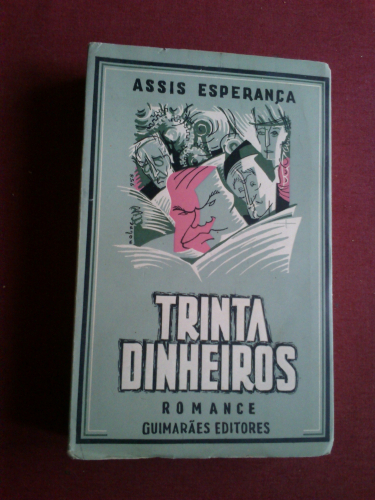 ASSIS ESPERANÇA
TRINTA
DINHEIROS
ROMANCE
GUIMARÃES EDITORES